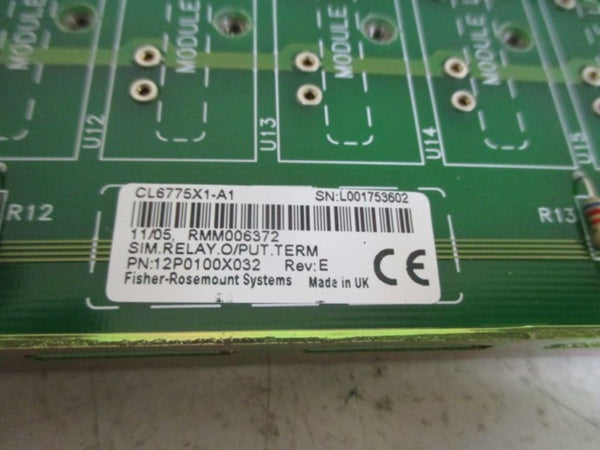 MODULE
MODULE
MODULE
U12
U13
U14
U15
R12
R13
CL6775X1-A1 SN:L001753602
11/05, RMM006372
SIM.RELAY.O/PUT.TERM
PN:12P0100X032 Rev:E
CE
Fisher-Rosemount Systems Made in UK